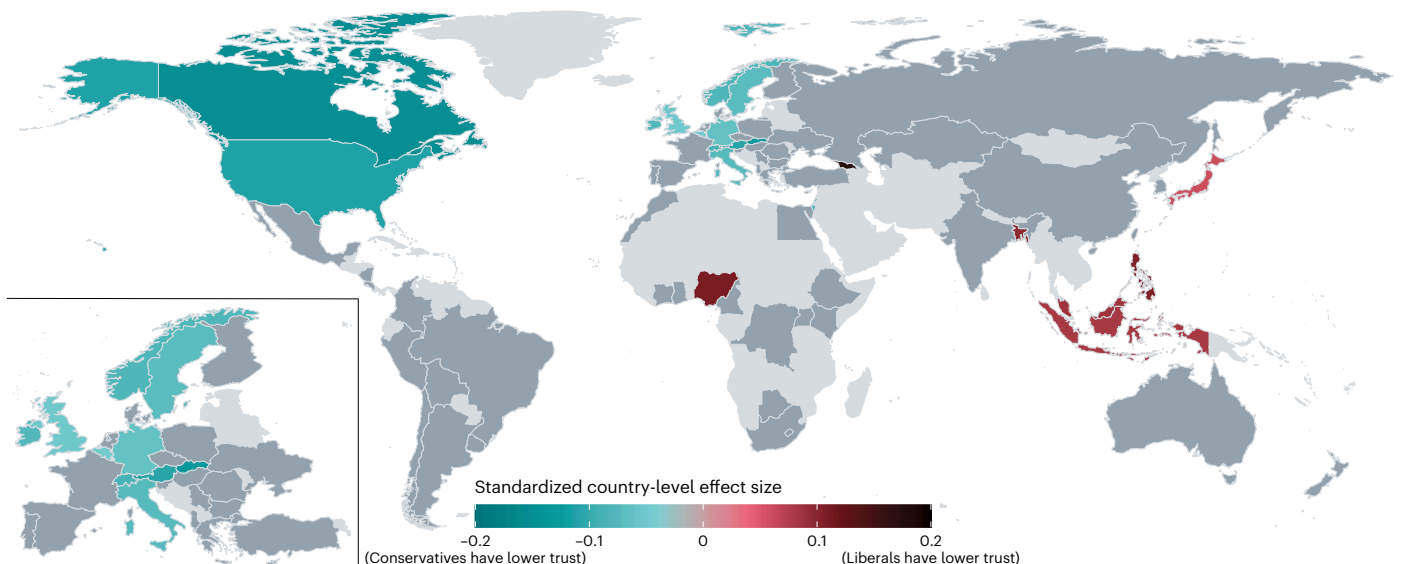 Standardized country-level effect size
−0.2
−0.1
0
0.1
0.2
(Conservatives have lower trust)
(Liberals have lower trust)